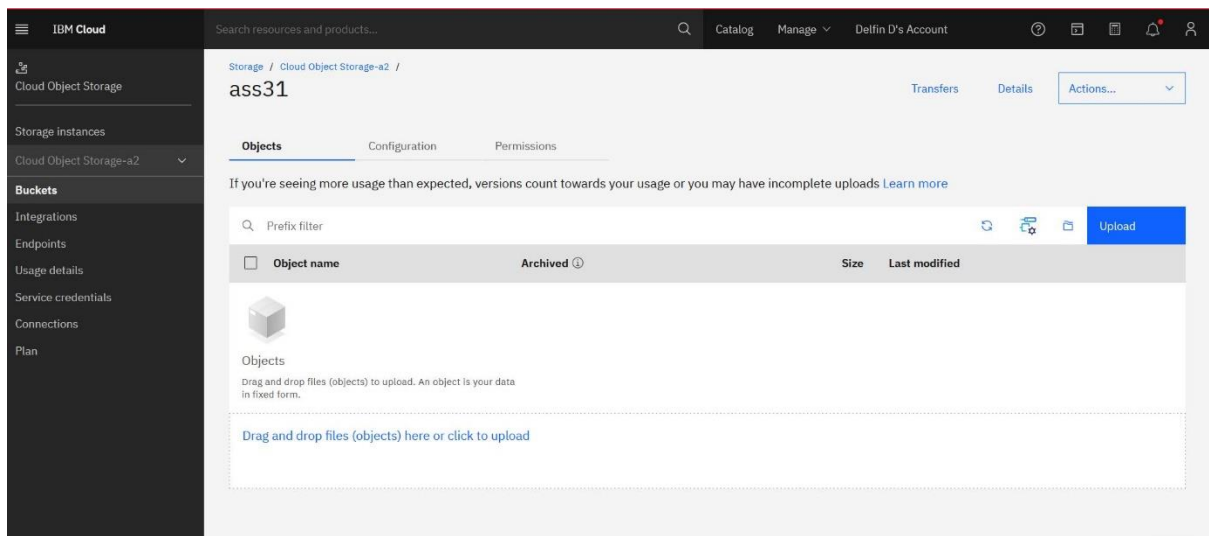 IBM Cloud
Search resources and products...
Catalog
Manage
Delfin D's Account
Cloud Object Storage
Storage instances
Cloud Object Storage-a2
Buckets
Integrations
Endpoints
Usage details
Service credentials
Connections
Plan
Storage / Cloud Object Storage-a2 /
ass31
Transfers
Details
Actions...
Objects
Configuration
Permissions
If you're seeing more usage than expected, versions count towards your usage or you may have incomplete uploads Learn more
Prefix filter
Upload
Object name
Archived
Size
Last modified
Objects
Drag and drop files (objects) to upload. An object is your data
in fixed form.
Drag and drop files (objects) here or click to upload